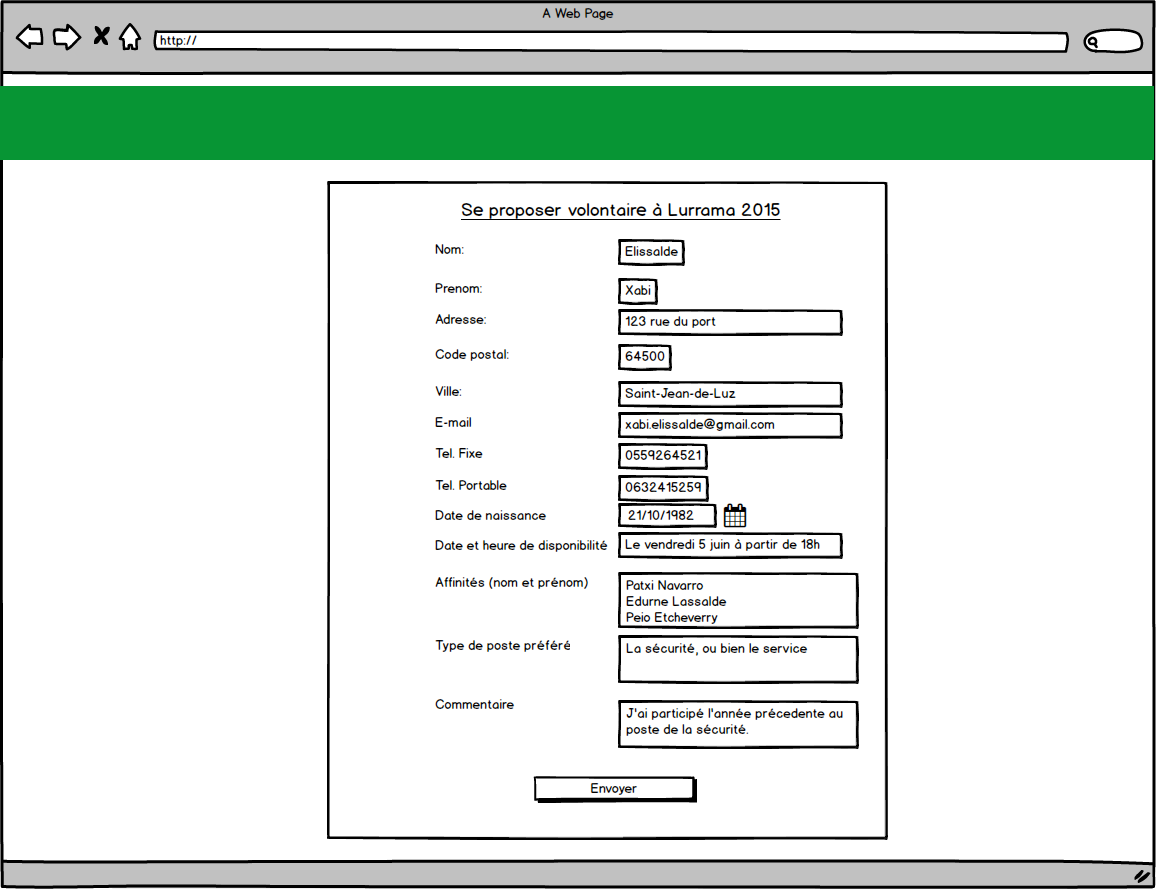 A Web Page
http://
Se proposer volontaire à Lurrama 2015
Nom: Elissalde
Prenom: Xabi
Adresse: 123 rue du port
Code postal: 64500
Ville: Saint-Jean-de-Luz
E-mail xabi.elissalde@gmail.com
Tel. Fixe 0559264521
Tel. Portable 0632415259
Date de naissance 21/10/1982
Date et heure de disponibilité Le vendredi 5 juin à partir de 18h
Affinités (nom et prénom) Patxi Navarro
Edurne Lassalde
Peio Etcheverry
Type de poste préféré La sécurité, ou bien le service
Commentaire J'ai participé l'année précedente au
poste de la sécurité.
Envoyer